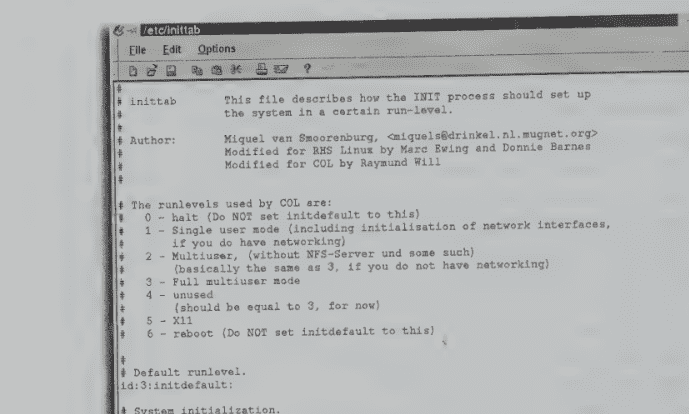 /etc/inittab
File Edit Options
?
#
# inittab This file describes how the INIT process should set up
# the system in a certain run-level.
#
# Author: Miquel van Smoorenburg, <miquels@drinkel.nl.mugnet.org>
# Modified for RHS Linux by Marc Ewing and Donnie Barnes
# Modified for COL by Raymund Will
#
# The runlevels used by COL are:
# 0 - halt (Do NOT set initdefault to this)
# 1 - Single user mode (including initialisation of network interfaces,
# if you do have networking)
# 2 - Multiuser, (without NFS-Server und some such)
# (basically the same as 3, if you do not have networking)
# 3 - Full multiuser mode
# 4 - unused
# (should be equal to 3, for now)
# 5 - X11
# 6 - reboot (Do NOT set initdefault to this)
#
# Default runlevel.
id:3:initdefault:
# System initialization.